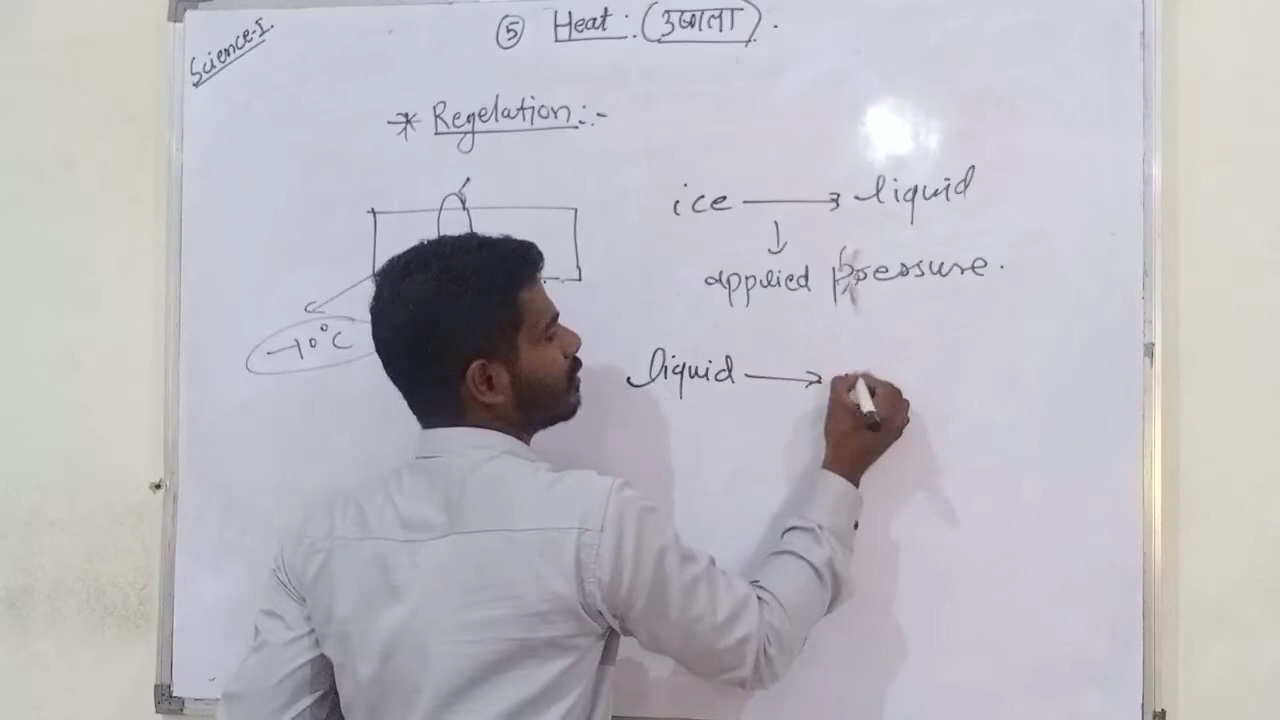 Science-I.
⑤ Heat : (उष्णता).
* Regelation :-
ice → liquid
↓
applied pressure.
-10°C
liquid →